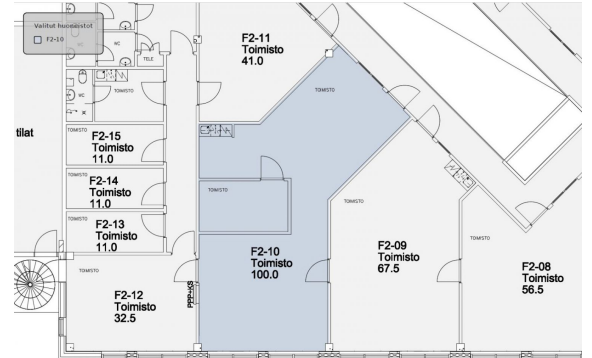 Valitut huoneistot
F2-10
WC
WC
TELE
F2-11
Toimisto
41.0
TOIMISTO
WC
TOIMISTO
tilat
TOIMISTO
F2-15
Toimisto
11.0
TOIMISTO
F2-14
Toimisto
11.0
TOIMISTO
TOIMISTO
F2-13
Toimisto
11.0
TOIMISTO
TOIMISTO
F2-10
Toimisto
100.0
F2-09
Toimisto
67.5
F2-08
Toimisto
56.5
TOIMISTO
F2-12
Toimisto
32.5
PPP+KS